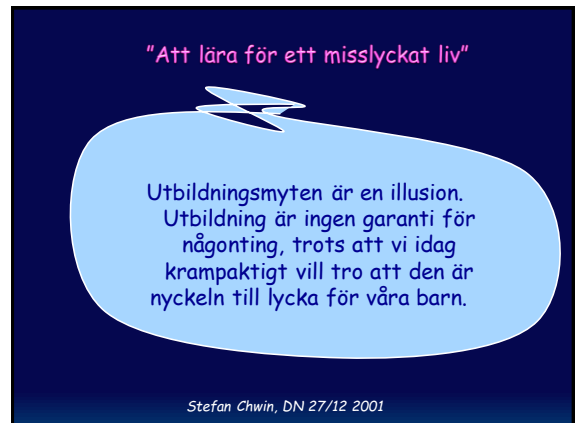 ”Att lära för ett misslyckat liv”
Utbildningsmyten är en illusion.
Utbildning är ingen garanti för
någonting, trots att vi idag
krampaktigt vill tro att den är
nyckeln till lycka för våra barn.
Stefan Chwin, DN 27/12 2001